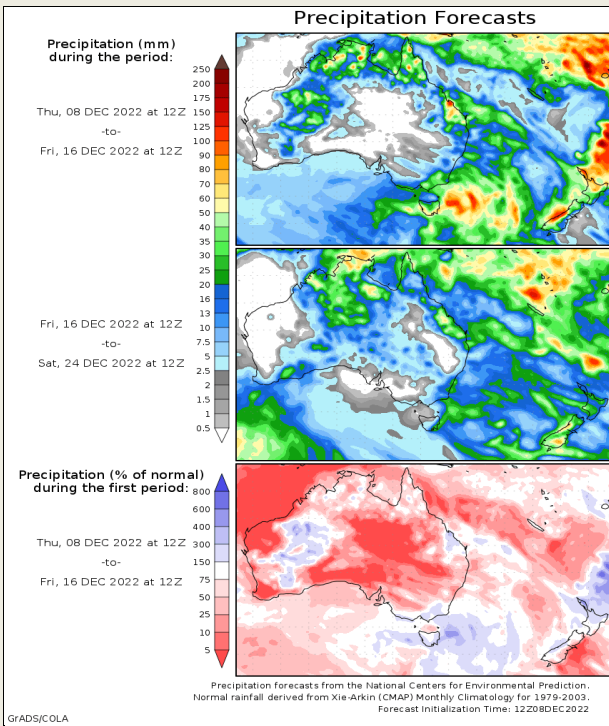 Precipitation Forecasts
Precipitation (mm)
during the period:
Thu, 08 DEC 2022 at 12Z
-to-
Fri, 16 DEC 2022 at 12Z
250
200
175
150
125
100
90
80
70
60
50
40
35
30
25
20
16
13
10
7.5
5
2.5
2
1.5
1
0.5
Fri, 16 DEC 2022 at 12Z
-to-
Sat, 24 DEC 2022 at 12Z
Precipitation (% of normal)
during the first period:
Thu, 08 DEC 2022 at 12Z
-to-
Fri, 16 DEC 2022 at 12Z
800
600
400
300
150
75
50
25
10
5
Precipitation forecasts from the National Centers for Environmental Prediction.
Normal rainfall derived from Xie-Arkin (CMAP) Monthly Climatology for 1979-2003.
Forecast Initialization Time: 12Z08DEC2022
GrADS/COLA